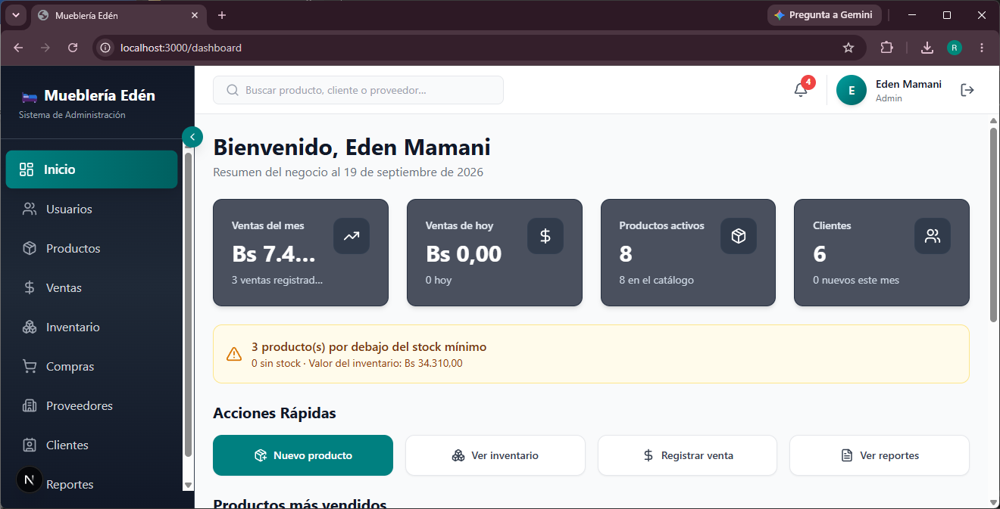 Mueblería Edén
Pregunta a Gemini
localhost:3000/dashboard
R
Mueblería Edén
Sistema de Administración
Inicio
Usuarios
Productos
Ventas
Inventario
Compras
Proveedores
Clientes
N
Reportes
Buscar producto, cliente o proveedor...
4
E
Eden Mamani
Admin
Bienvenido, Eden Mamani
Resumen del negocio al 19 de septiembre de 2026
Ventas del mes
Bs 7.4...
3 ventas registrad...
Ventas de hoy
$
Bs 0,00
0 hoy
Productos activos
8
8 en el catálogo
Clientes
6
0 nuevos este mes
3 producto(s) por debajo del stock mínimo
0 sin stock · Valor del inventario: Bs 34.310,00
Acciones Rápidas
Nuevo producto
Ver inventario
$ Registrar venta
Ver reportes
Productos más vendidos